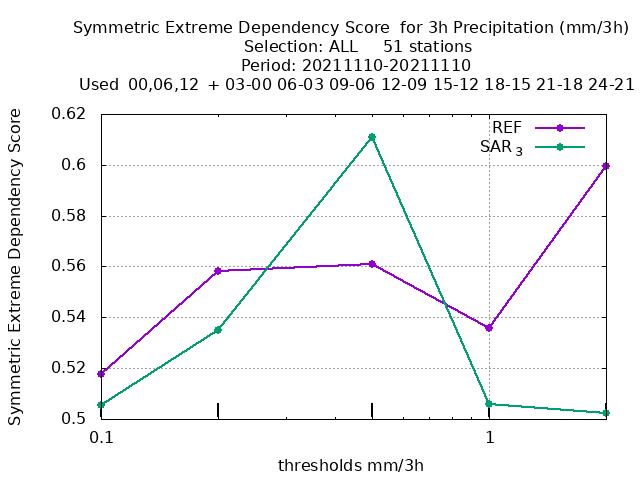 Symmetric Extreme Dependency Score  for 3h Precipitation (mm/3h)
Selection: ALL     51 stations
Period: 20211110-20211110
Used  00,06,12  + 03-00 06-03 09-06 12-09 15-12 18-15 21-18 24-21
REF
SAR 3
Symmetric Extreme Dependency Score
0.62
0.6
0.58
0.56
0.54
0.52
0.5
0.1
1
thresholds mm/3h